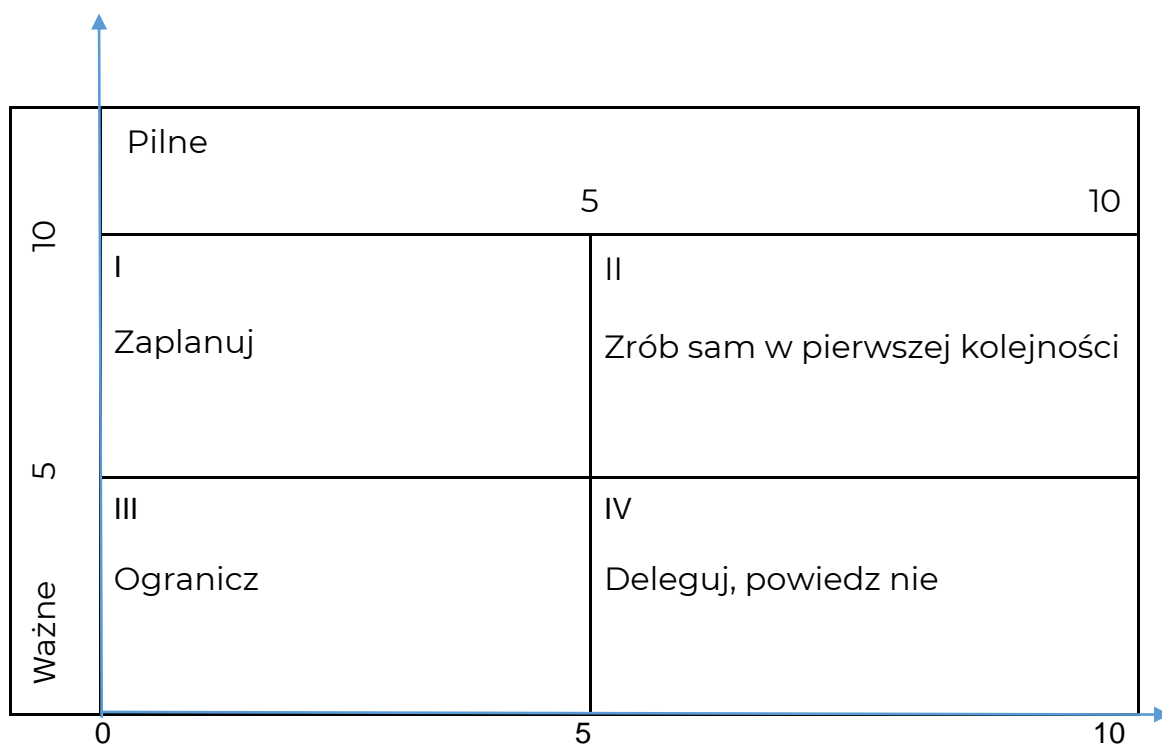 Pilne
5 10
10
I
II
Zaplanuj
Zrób sam w pierwszej kolejności
5
III
IV
Ogranicz
Deleguj, powiedz nie
Ważne
0 5 10